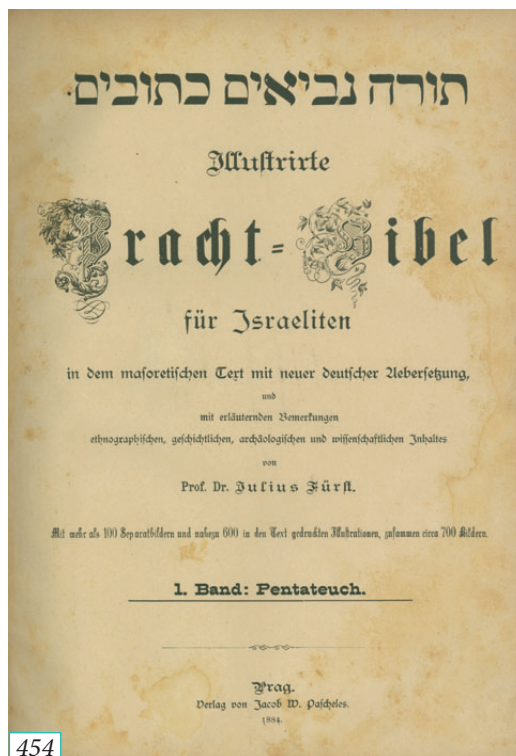 תורה נביאים כתובים.
Illustrirte
Pracht-Bibel
für Israeliten
in dem masoretischen Text mit neuer deutscher Uebersetzung,
und
mit erläuternden Bemerkungen
ethnographischen, geschichtlichen, archäologischen und wissenschaftlichen Inhaltes
von
Prof. Dr. Julius Fürst.
Mit mehr als 100 Separatbildern und nahezu 600 in den Text gedruckten Illustrationen, zusammen circa 700 Bildern.
1. Band: Pentateuch.
Prag.
Verlag von Jacob W. Pascheles.
1884.
454